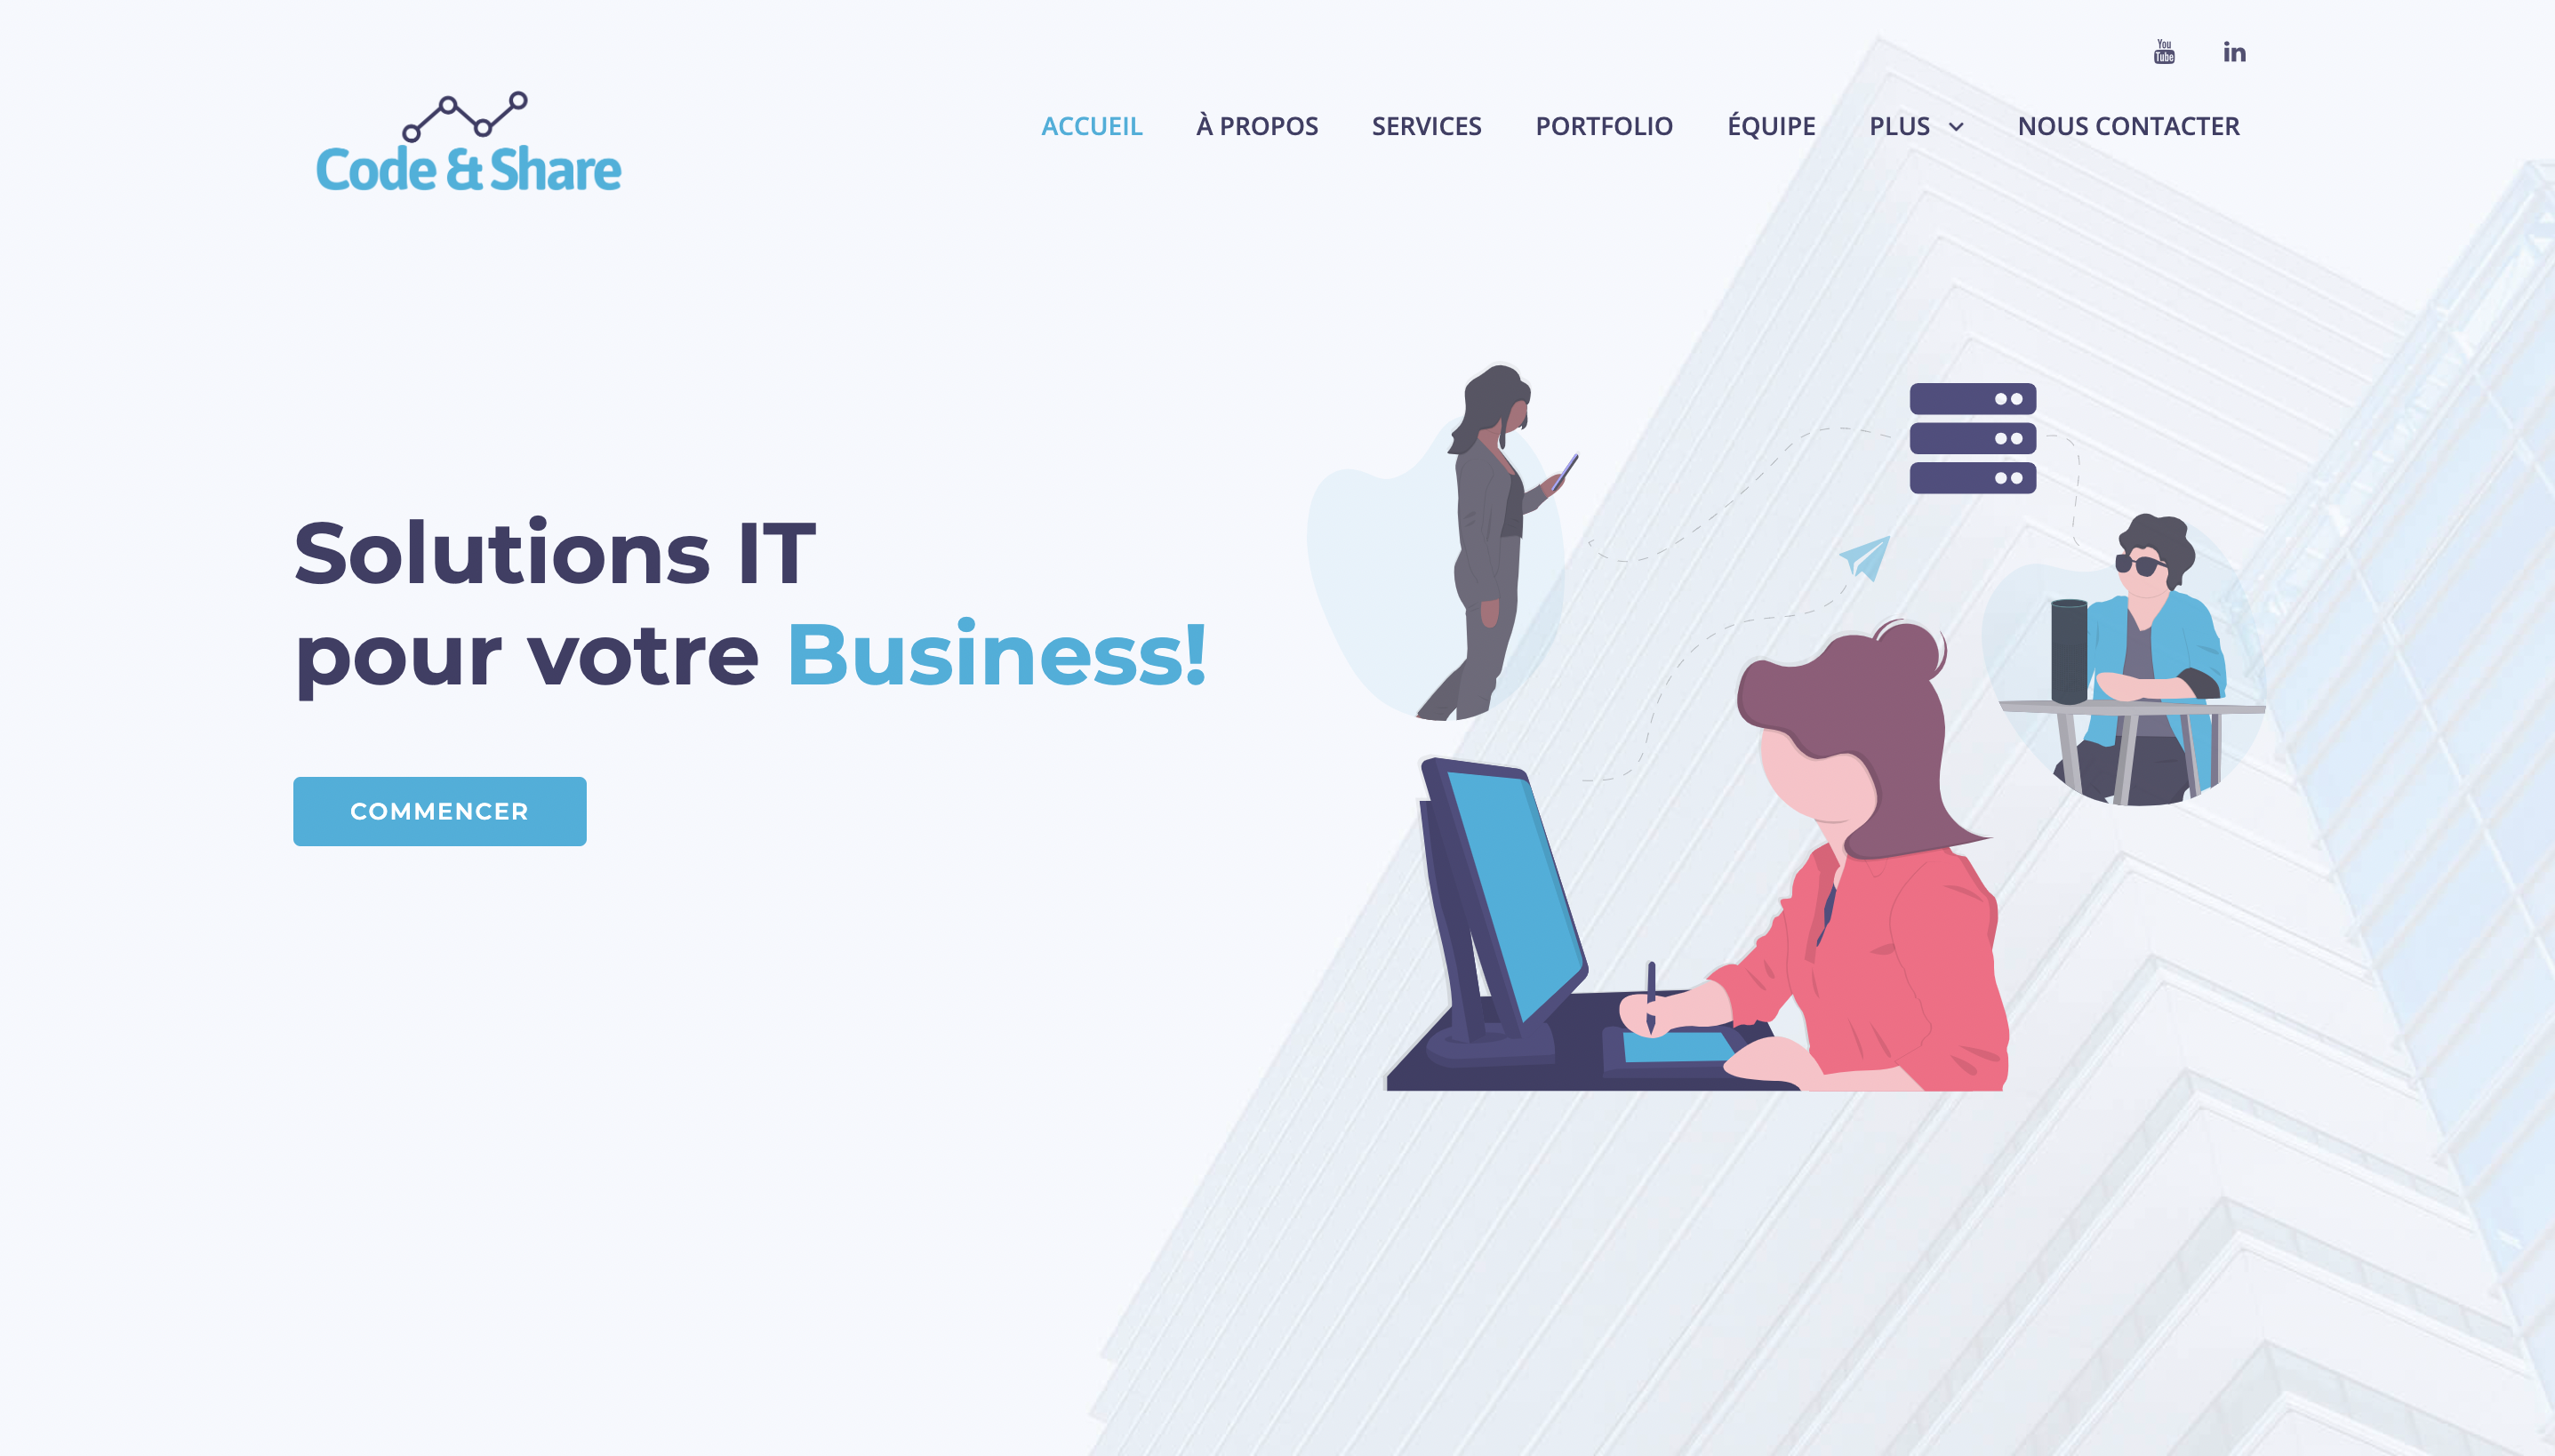 You
Tube
in
Code & Share
ACCUEIL À PROPOS SERVICES PORTFOLIO ÉQUIPE PLUS NOUS CONTACTER
Solutions IT
pour votre Business!
COMMENCER